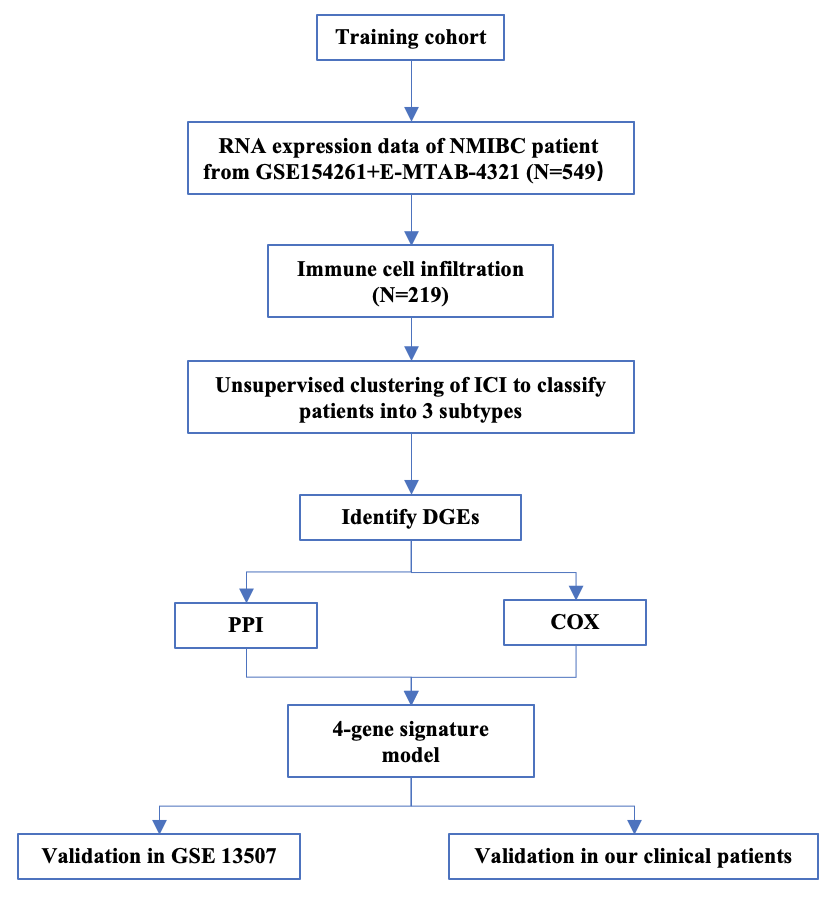 Training cohort
RNA expression data of NMIBC patient
from GSE154261+E-MTAB-4321 (N=549）
Immune cell infiltration
(N=219)
Unsupervised clustering of ICI to classify
patients into 3 subtypes
Identify DGEs
PPI
COX
4-gene signature
model
Validation in GSE 13507
Validation in our clinical patients